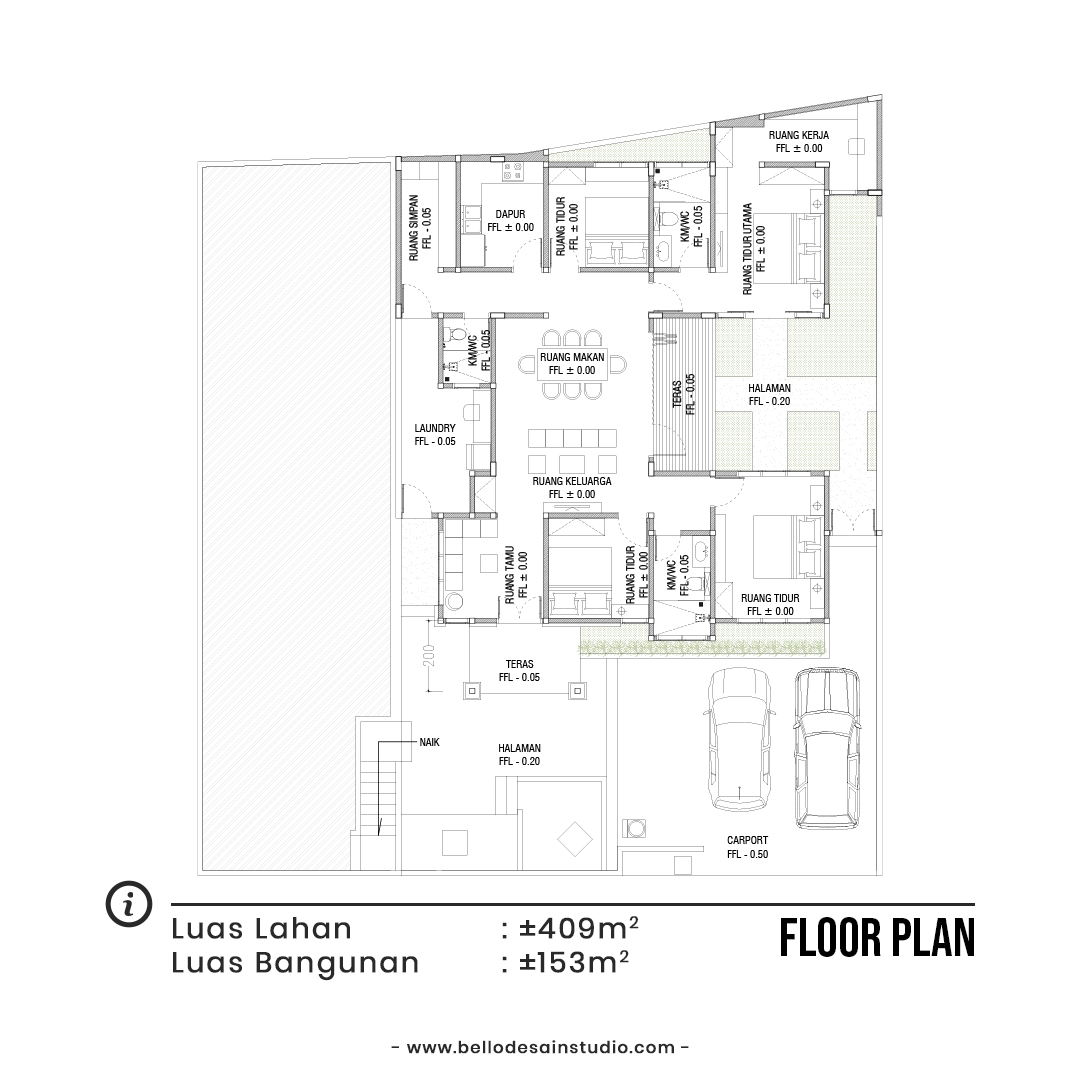 RUANG KERJA
FFL ± 0.00
RUANG SIMPAN
FFL - 0.05
DAPUR
FFL ± 0.00
RUANG TIDUR
FFL ± 0.00
KM/WC
FFL - 0.05
RUANG TIDUR UTAMA
FFL ± 0.00
KM/WC
FFL - 0.05
RUANG MAKAN
FFL ± 0.00
TERAS
FFL - 0.05
HALAMAN
FFL - 0.20
LAUNDRY
FFL - 0.05
RUANG KELUARGA
FFL ± 0.00
RUANG TAMU
FFL ± 0.00
RUANG TIDUR
FFL ± 0.00
KM/WC
FFL - 0.05
RUANG TIDUR
FFL ± 0.00
200
TERAS
FFL - 0.05
NAIK
HALAMAN
FFL - 0.20
CARPORT
FFL - 0.50
i
Luas Lahan : ±409m²
Luas Bangunan : ±153m²
FLOOR PLAN
- www.bellodesainstudio.com -